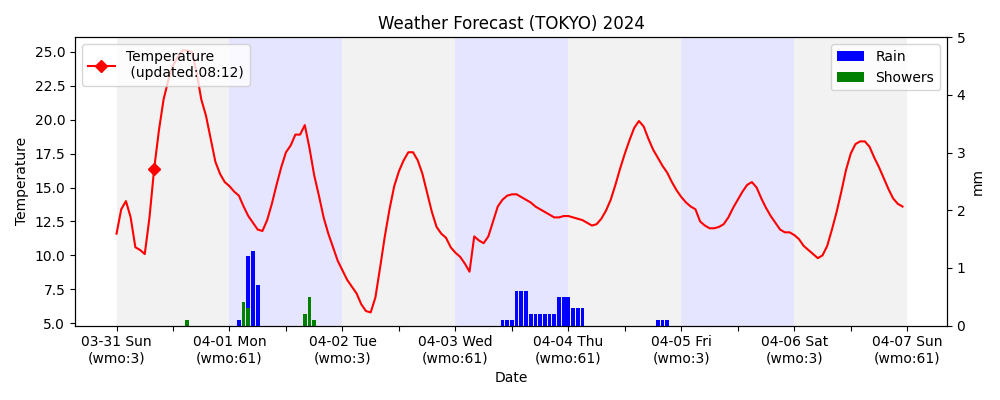 Weather Forecast (TOKYO) 2024
Temperature
(updated:08:12)
Rain
Showers
25.0
22.5
20.0
17.5
15.0
12.5
10.0
7.5
5.0
Temperature
5
4
3
2
1
0
mm
03-31 Sun
(wmo:3)
04-01 Mon
(wmo:61)
04-02 Tue
(wmo:3)
04-03 Wed
(wmo:61)
04-04 Thu
(wmo:61)
04-05 Fri
(wmo:3)
04-06 Sat
(wmo:3)
04-07 Sun
(wmo:61)
Date